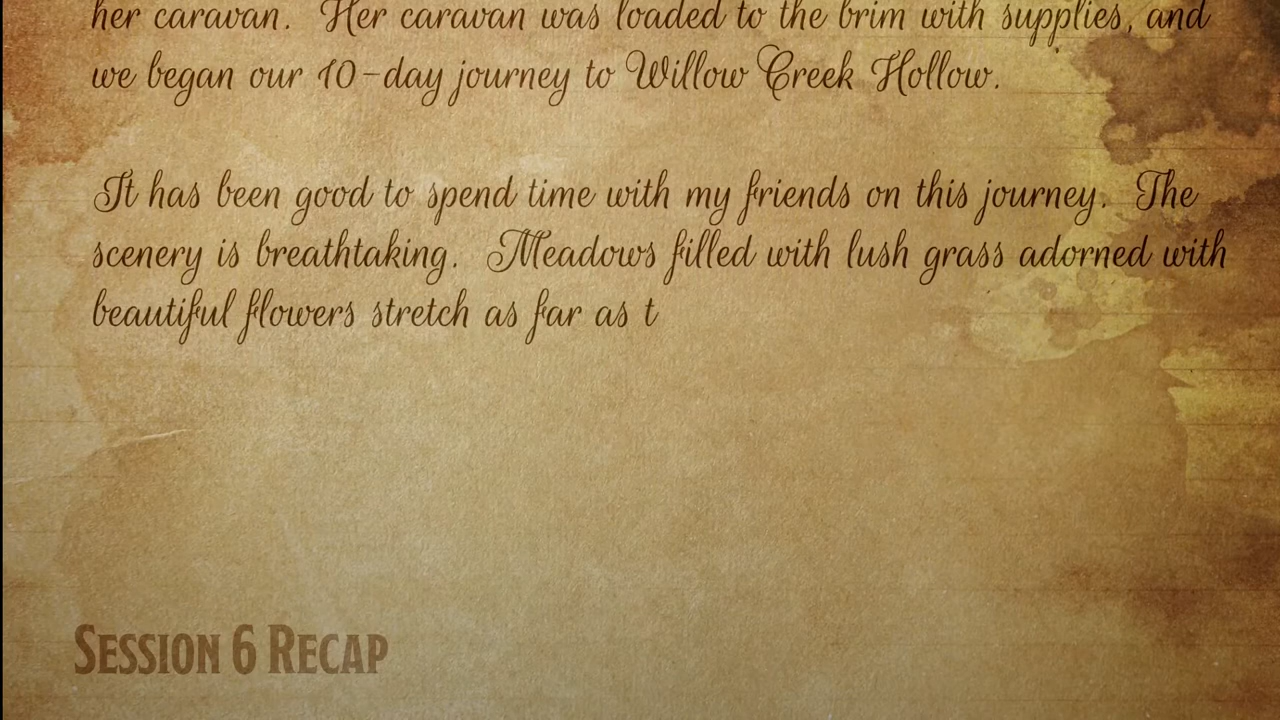 her caravan. Her caravan was loaded to the brim with supplies, and
we began our 10-day journey to Willow Creek Hollow.
It has been good to spend time with my friends on this journey. The
scenery is breathtaking. Meadows filled with lush grass adorned with
beautiful flowers stretch as far as t
Session 6 Recap